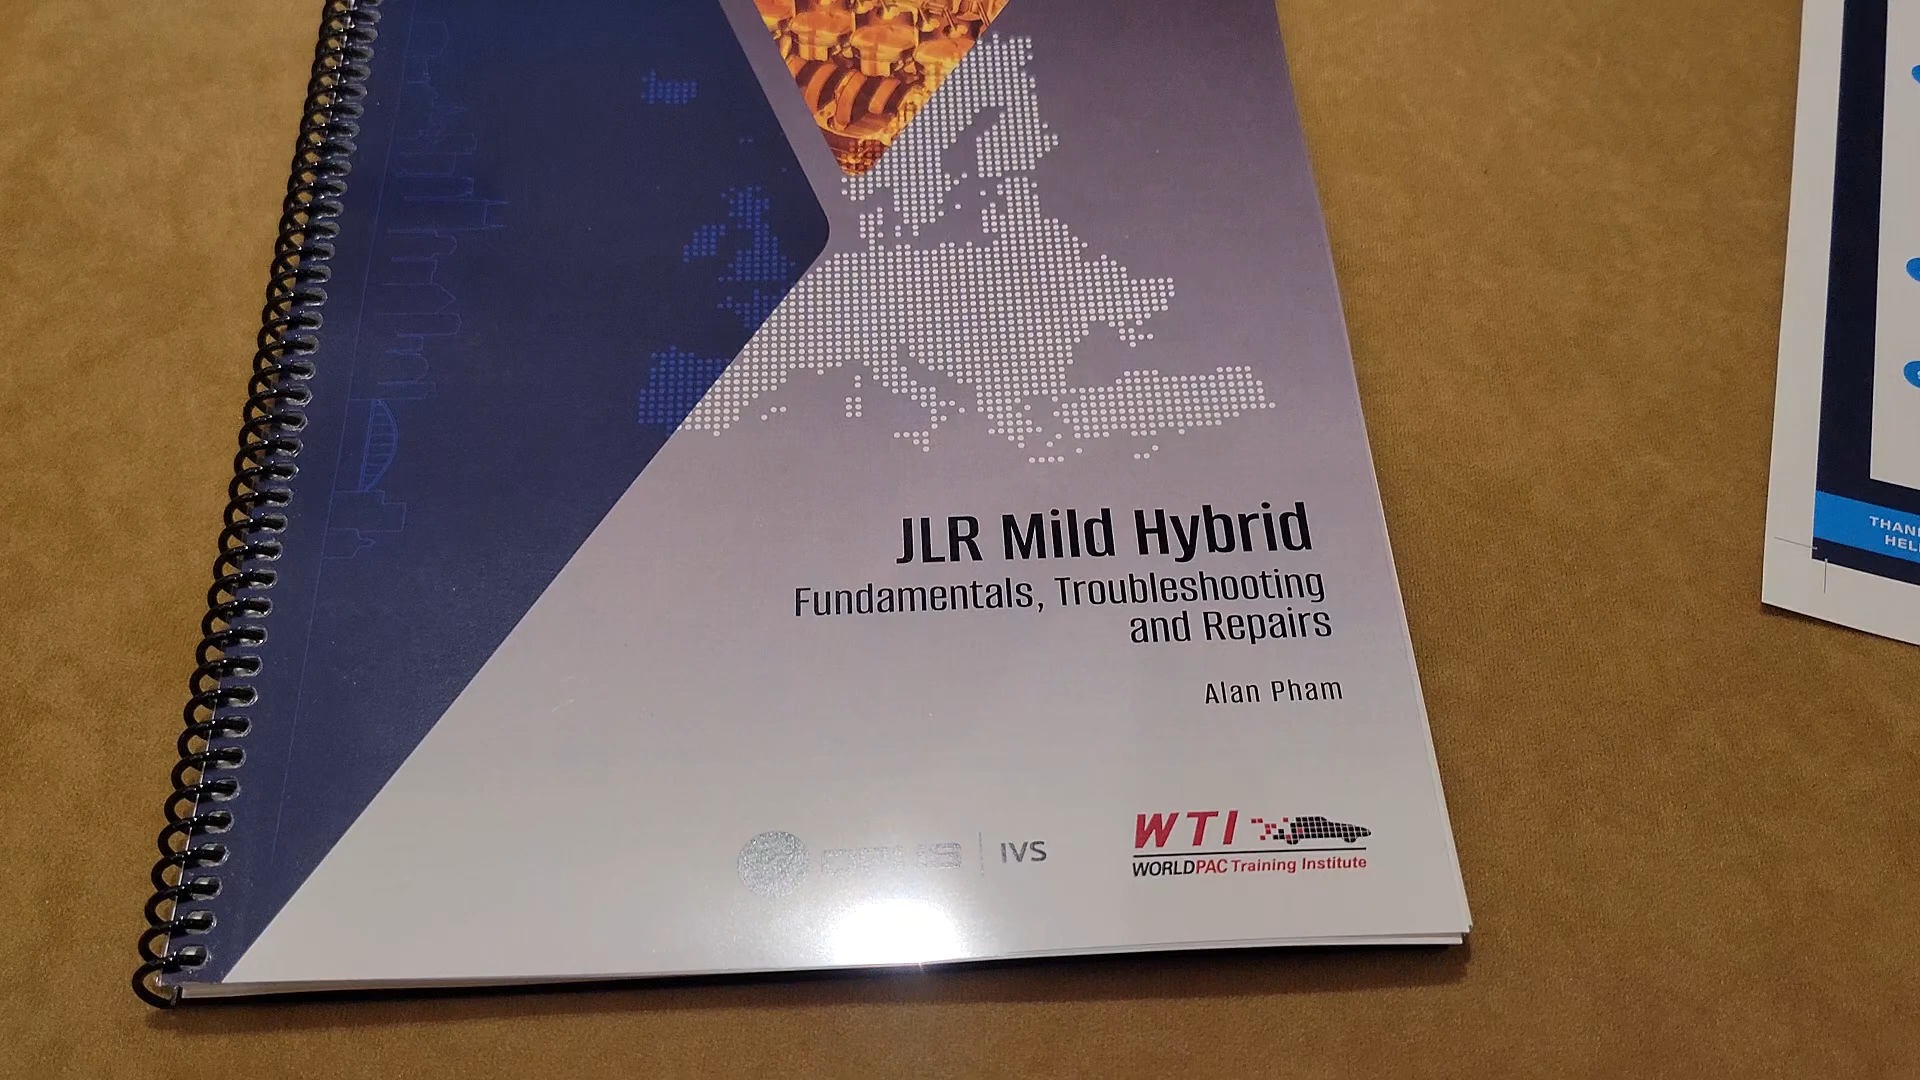 JLR Mild Hybrid
Fundamentals, Troubleshooting
and Repairs
Alan Pham
IVS
WTI
WORLDPAC Training Institute